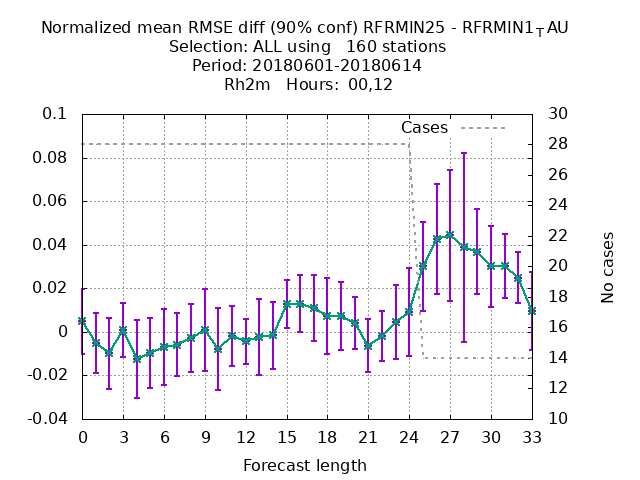 Normalized mean RMSE diff (90% conf) RFRMIN25 - RFRMIN1_TAU
Selection: ALL using 160 stations
Period: 20180601-20180614
Rh2m Hours: 00,12
0.1
0.08
0.06
0.04
0.02
0
-0.02
-0.04
Cases
30
28
26
24
22
20
18
16
14
12
10
No cases
0 3 6 9 12 15 18 21 24 27 30 33
Forecast length